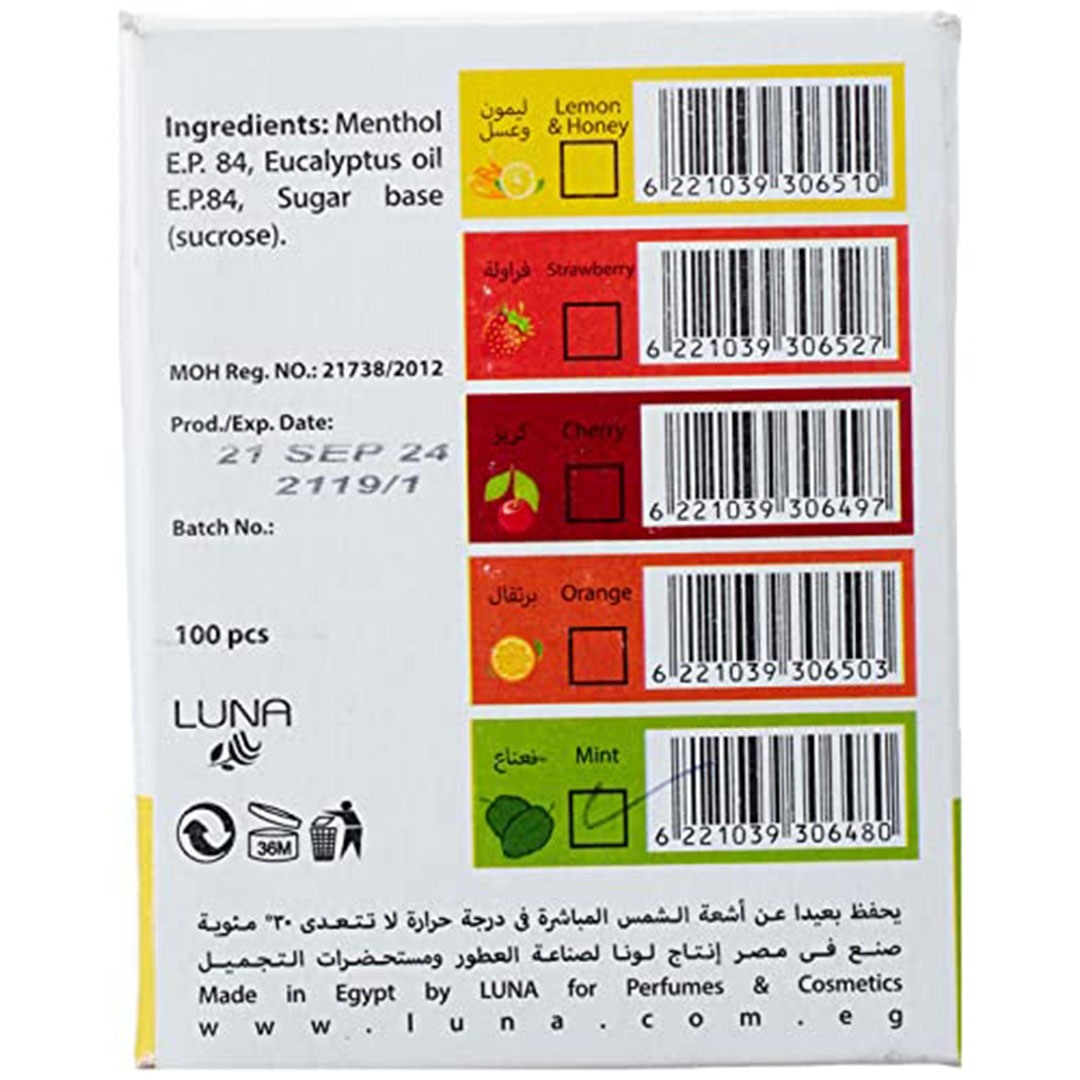 Ingredients: Menthol
E.P. 84, Eucalyptus oil
E.P.84, Sugar base
(sucrose).
MOH Reg. NO.: 21738/2012
Prod./Exp. Date:
21 SEP 24
2119/1
Batch No.:
100 pcs
LUNA
36M
ليمون
وعسل
Lemon
& Honey
6 221039 306510
فراولة Strawberry
6 221039 306527
كريز Cherry
6 221039 306497
برتقال Orange
6 221039 306503
نعناع Mint
6 221039 306480
يحفظ بعيدا عن أشعة الشمس المباشرة فى درجة حرارة لا تتعدى ٣٠° مئوية
صنع فى مصر إنتاج لونا لصناعة العطور ومستحضرات التجميل
Made in Egypt by LUNA for Perfumes & Cosmetics
www.luna.com.eg